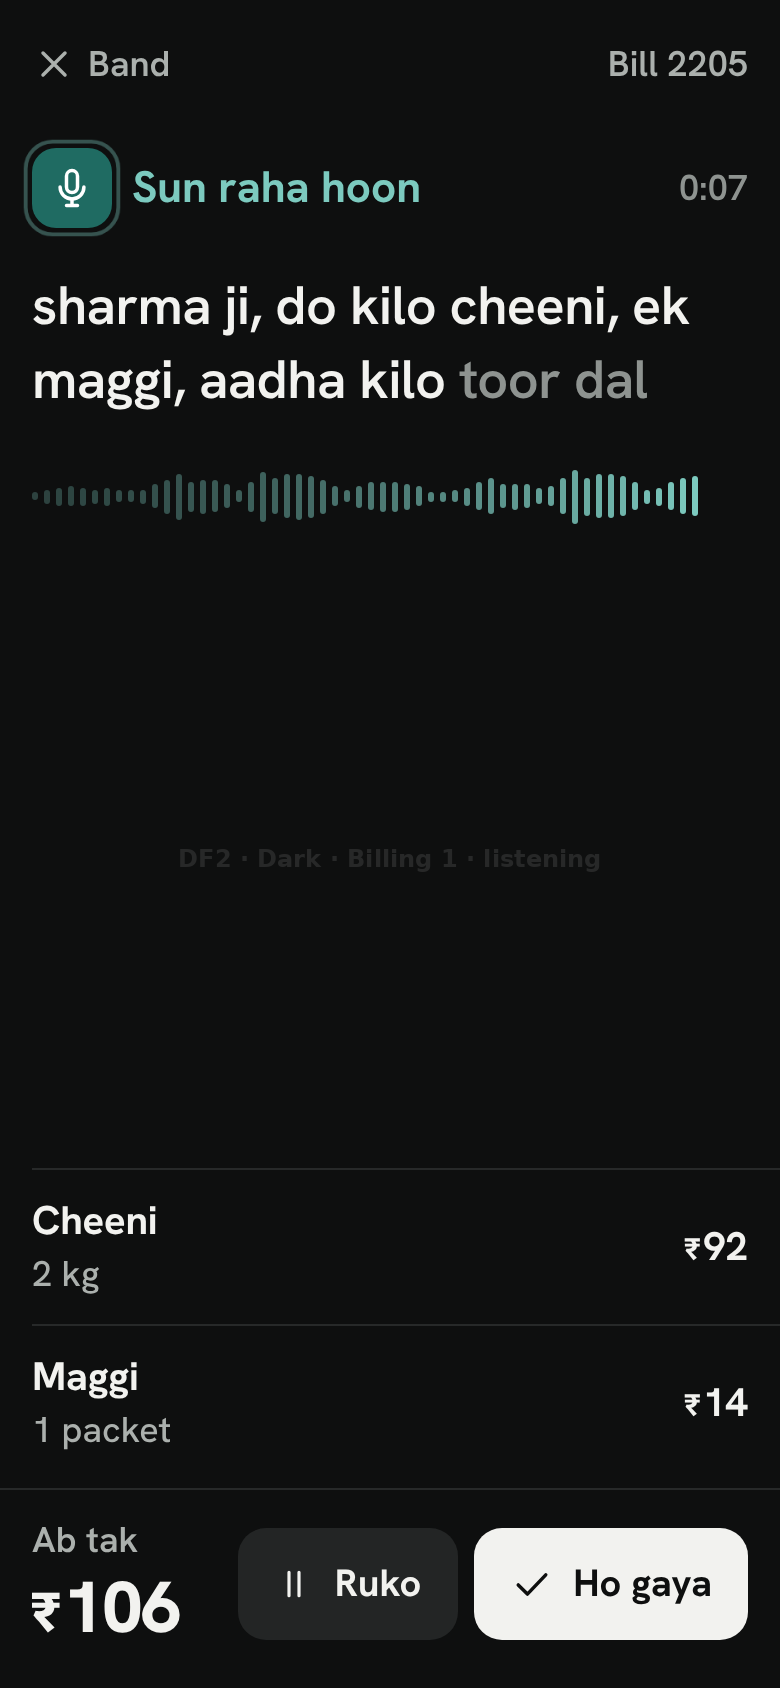 Band
Bill 2205
Sun raha hoon
0:07
sharma ji, do kilo cheeni, ek
maggi, aadha kilo toor dal
DF2 · Dark · Billing 1 · listening
Cheeni
2 kg
₹92
Maggi
1 packet
₹14
Ab tak
₹106
Ruko
Ho gaya